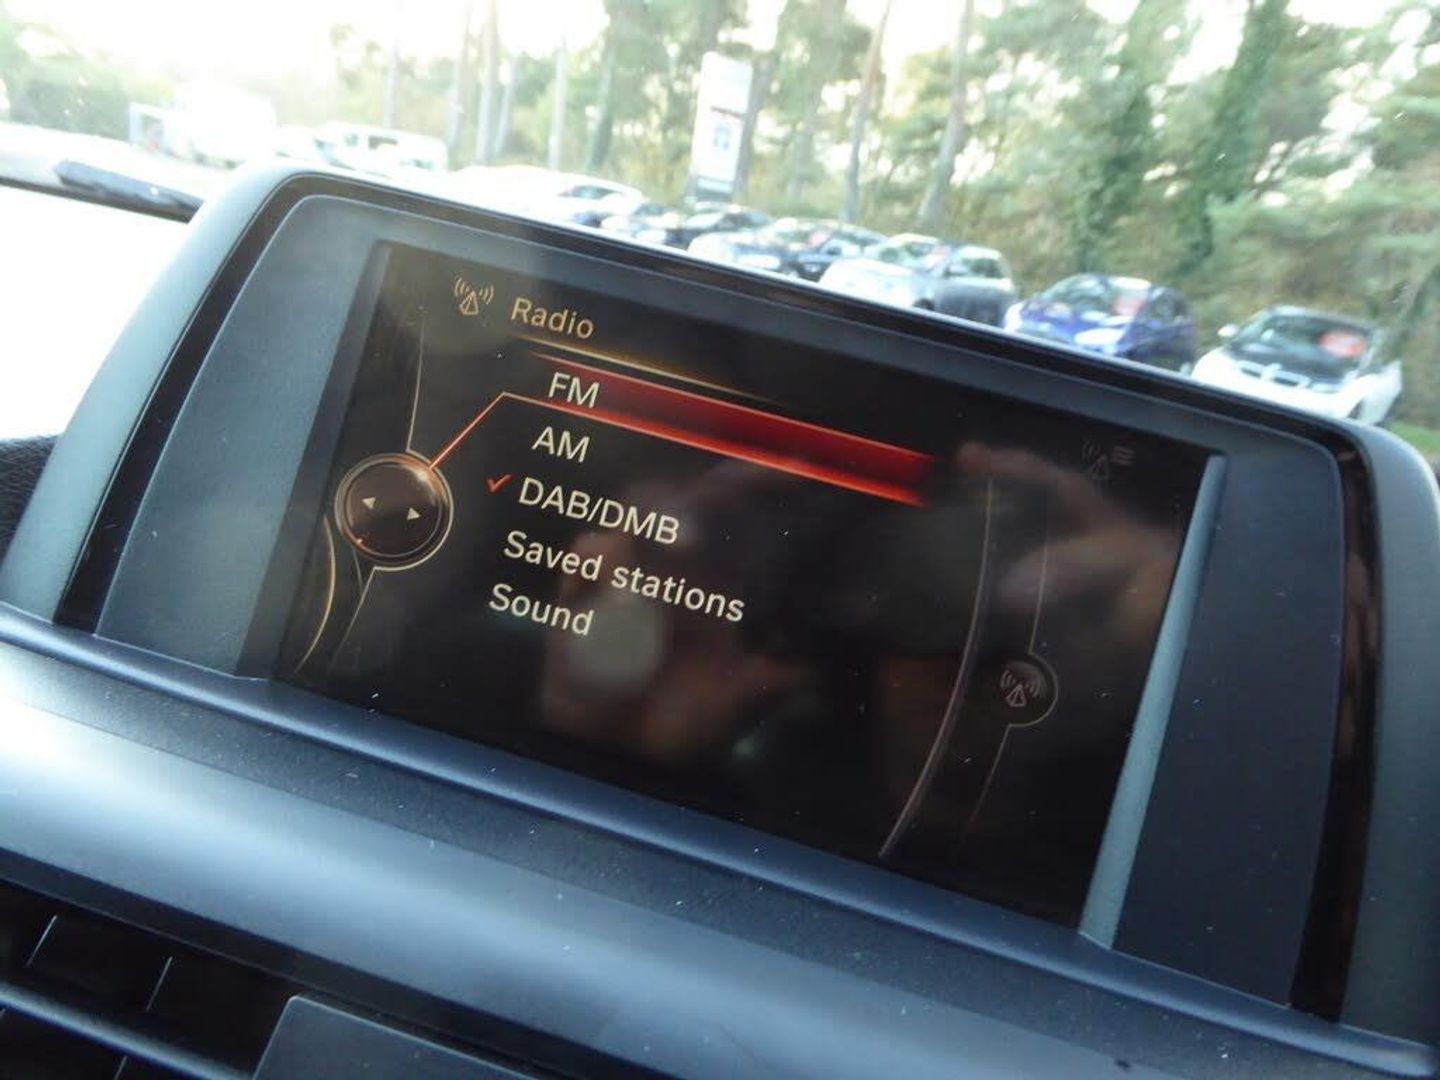 Radio
FM
AM
✓ DAB/DMB
Saved stations
Sound